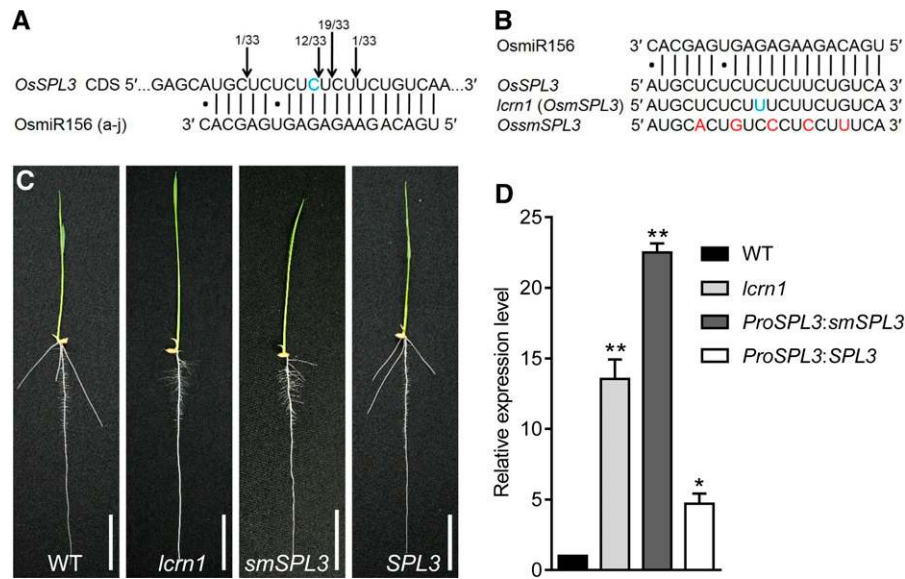 A
1/33
12/33
19/33
1/33
OsSPL3 CDS 5′...GAGCAUGCUCUCUCUCUUCUGUCAA...3′
OsmiR156 (a-j) 3′CACGAGUGAGAGAAGACAGU 5′
B
OsmiR156 3′ CACGAGUGAGAGAAGACAGU 5′
OsSPL3 5′ AUGCUCUCUCUCUUCUGUCA 3′
lcrn1 (OsmSPL3) 5′ AUGCUCUCUUUCUUCUGUCA 3′
OssmSPL3 5′AUGCACUGUCCCUCCUUUCA 3′
C
WT
lcrn1
smSPL3
SPL3
D
Relative expression level
25
20
15
10
5
0
**
**
*
WT
lcrn1
ProSPL3:smSPL3
ProSPL3:SPL3